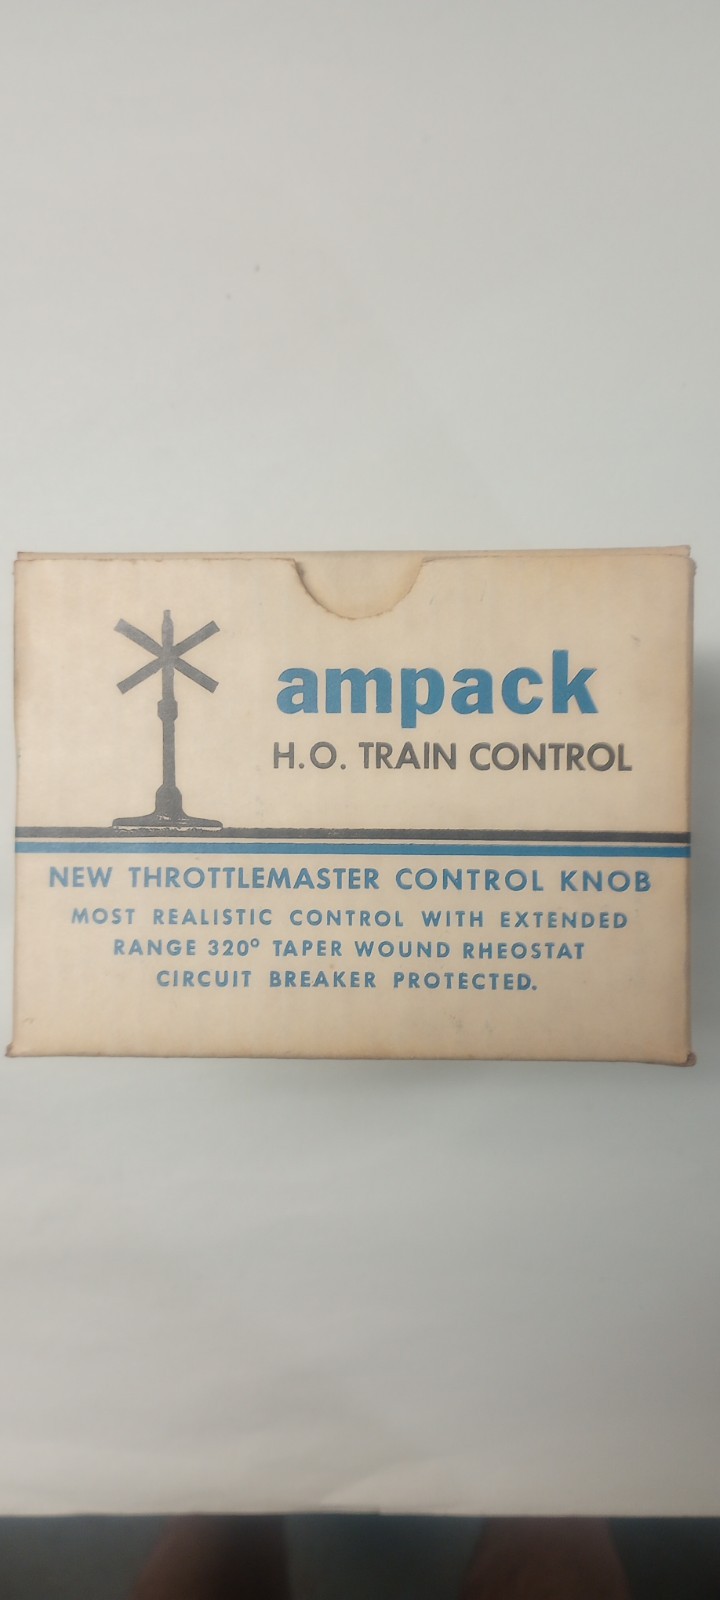 ampack
H.O. TRAIN CONTROL
NEW THROTTLEMASTER CONTROL KNOB
MOST REALISTIC CONTROL WITH EXTENDED
RANGE 320° TAPER WOUND RHEOSTAT
CIRCUIT BREAKER PROTECTED.